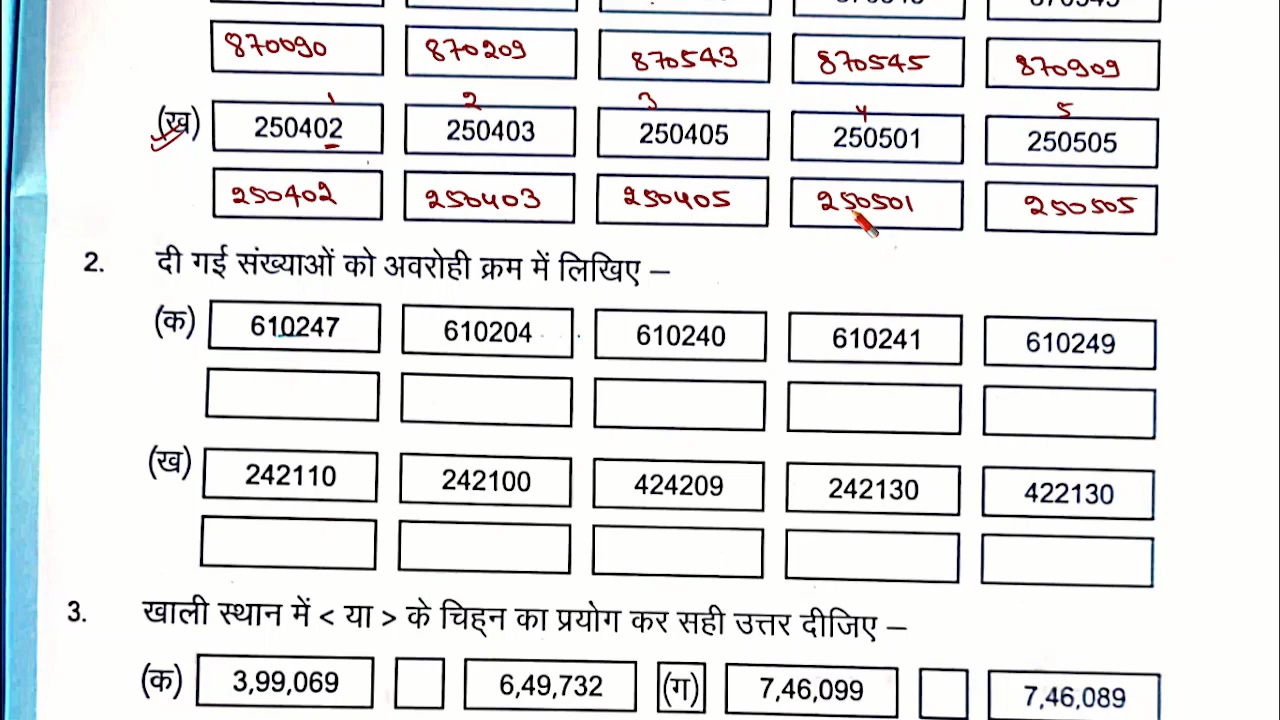 870090 870209 870543 870545 870909
1 2 3 4 5
(ख) 250402 250403 250405 250501 250505
250402 250403 250405 250501 250505
2. दी गई संख्याओं को अवरोही क्रम में लिखिए –
(क) 610247 610204 610240 610241 610249
(ख) 242110 242100 424209 242130 422130
3. खाली स्थान में < या > के चिह्न का प्रयोग कर सही उत्तर दीजिए –
(क) 3,99,069 6,49,732 (ग) 7,46,099 7,46,089